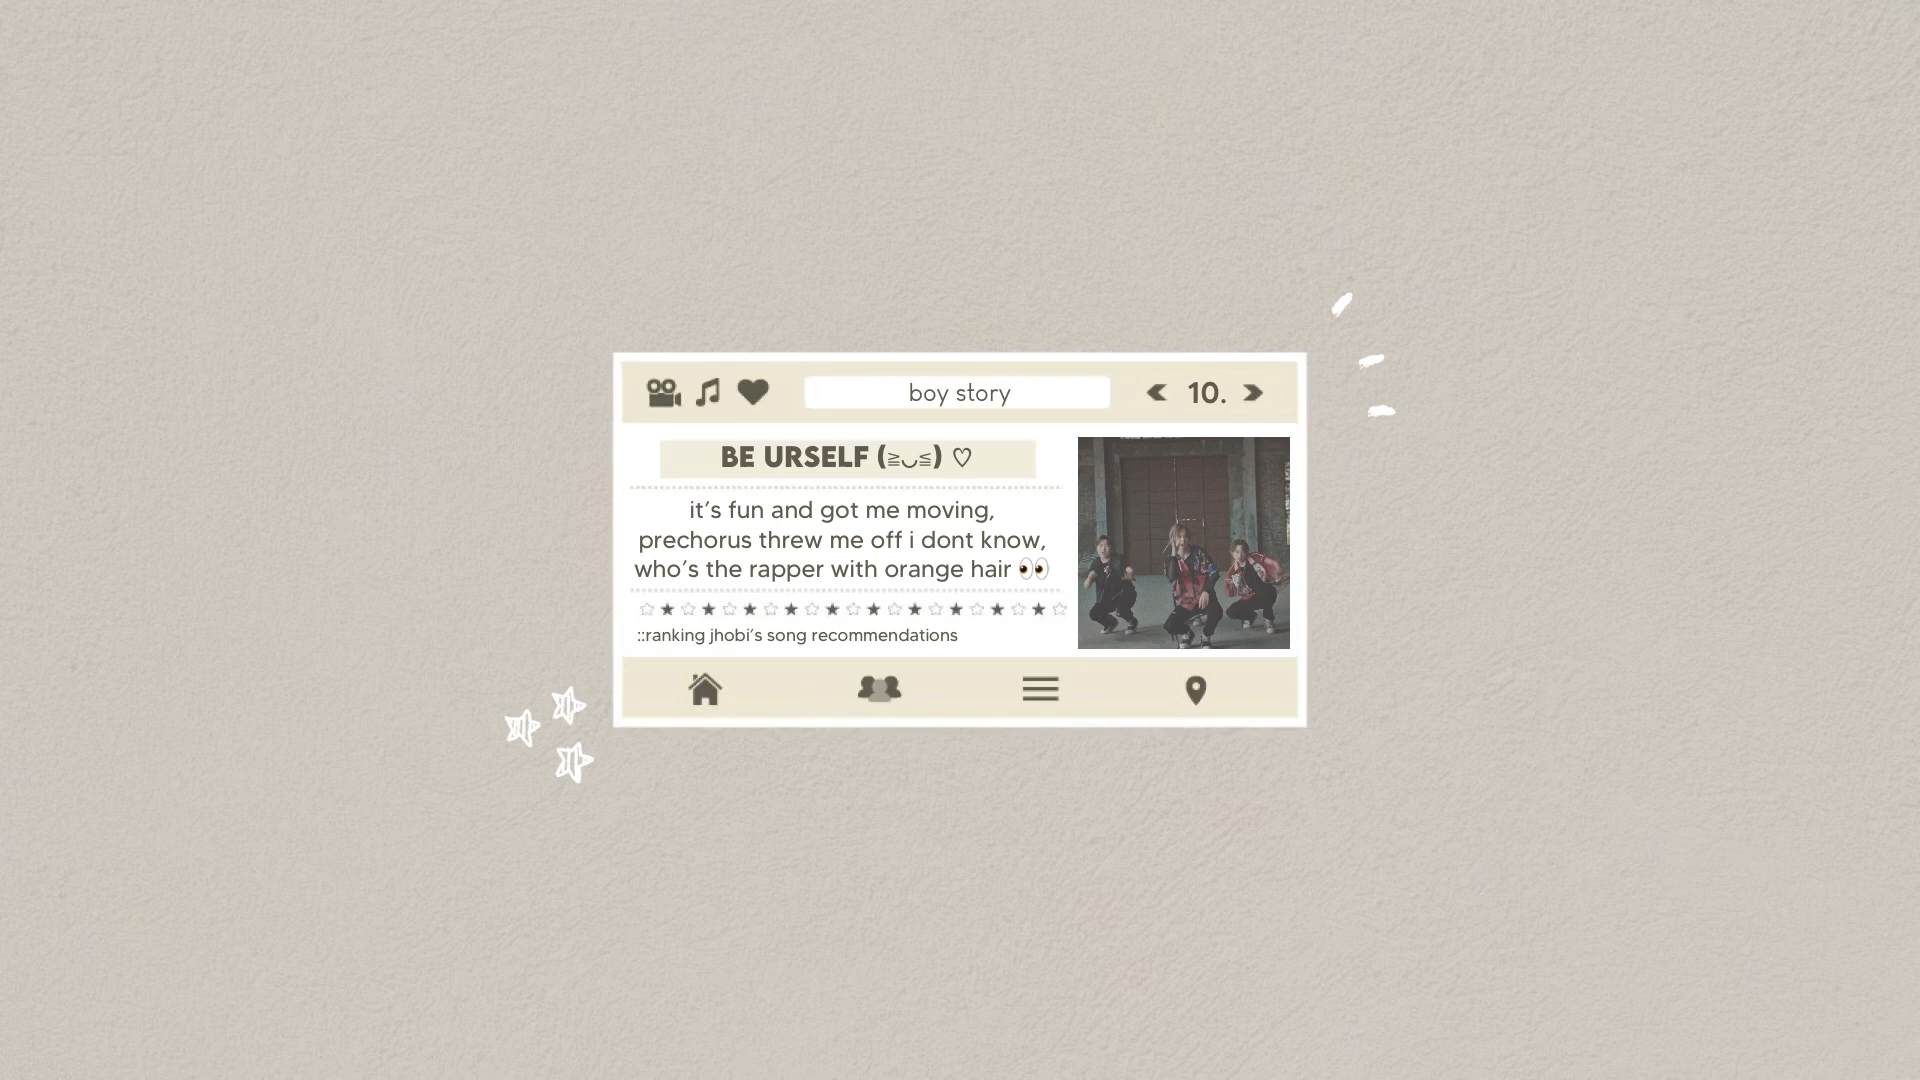 boy story
10.
BE URSELF (≧◡≦) ♡
it's fun and got me moving,
prechorus threw me off i dont know,
who's the rapper with orange hair 👀
☆★☆★☆★☆★☆★☆★☆★☆★☆★☆★☆
::ranking jhobi's song recommendations